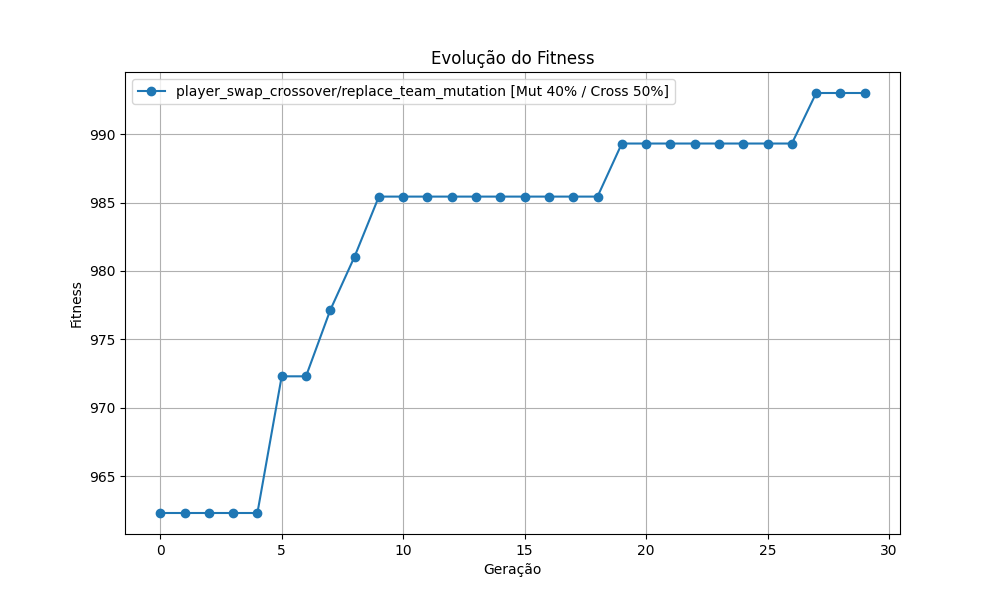 Evolução do Fitness
player_swap_crossover/replace_team_mutation [Mut 40% / Cross 50%]
990
985
980
975
970
965
Fitness
0 5 10 15 20 25 30
Geração